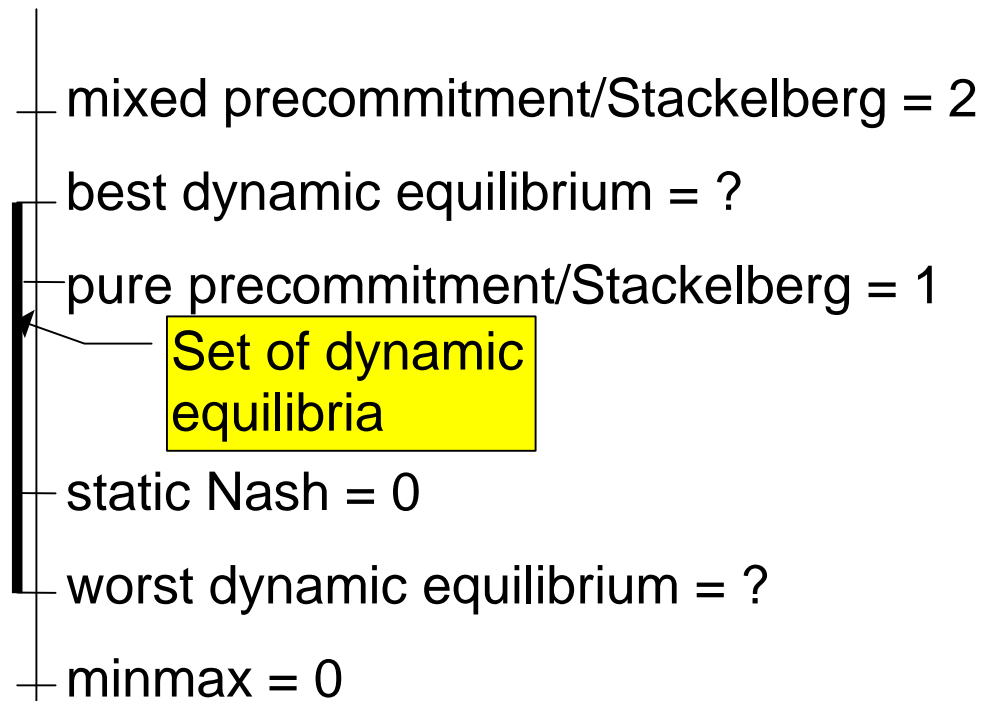 mixed precommitment/Stackelberg = 2
best dynamic equilibrium = ?
pure precommitment/Stackelberg = 1
Set of dynamic
equilibria
static Nash = 0
worst dynamic equilibrium = ?
minmax = 0